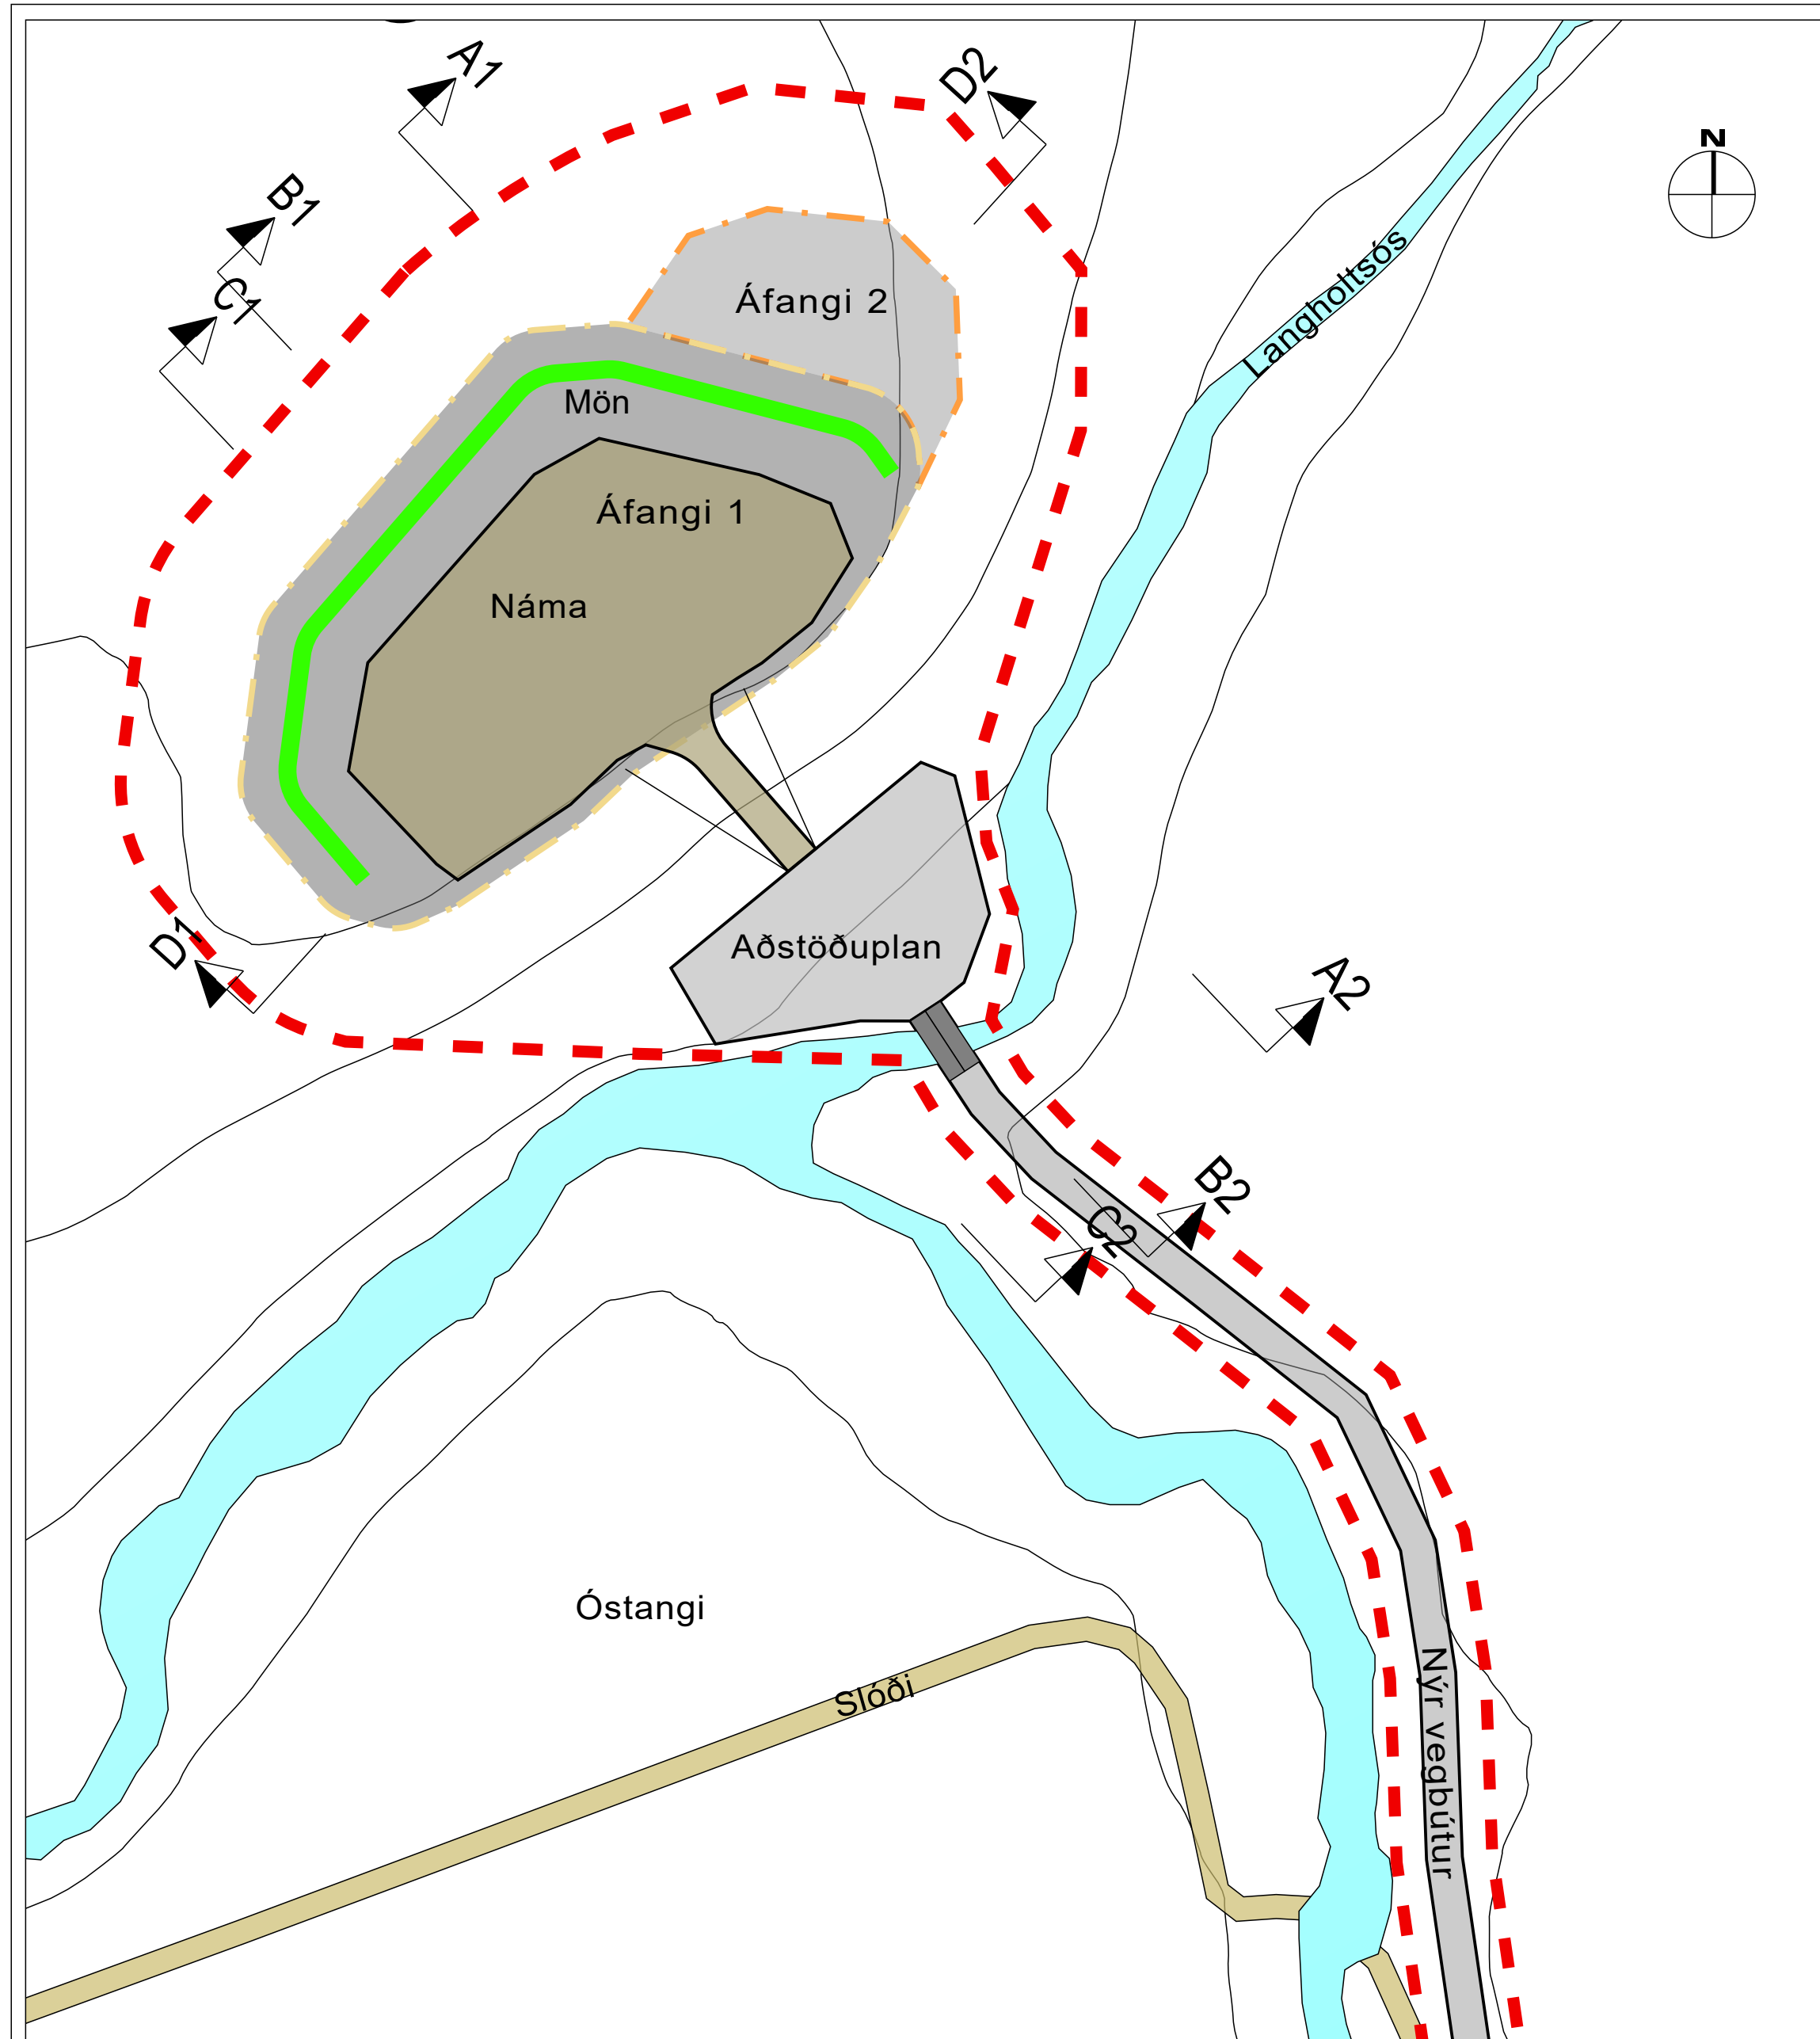 A1
D2
N
B1
C1
Langholtsós
Áfangi 2
Mön
Áfangi 1
Náma
D1
Aðstöðuplan
A2
B2
C2
Óstangi
Slóði
Nýr vegbútur